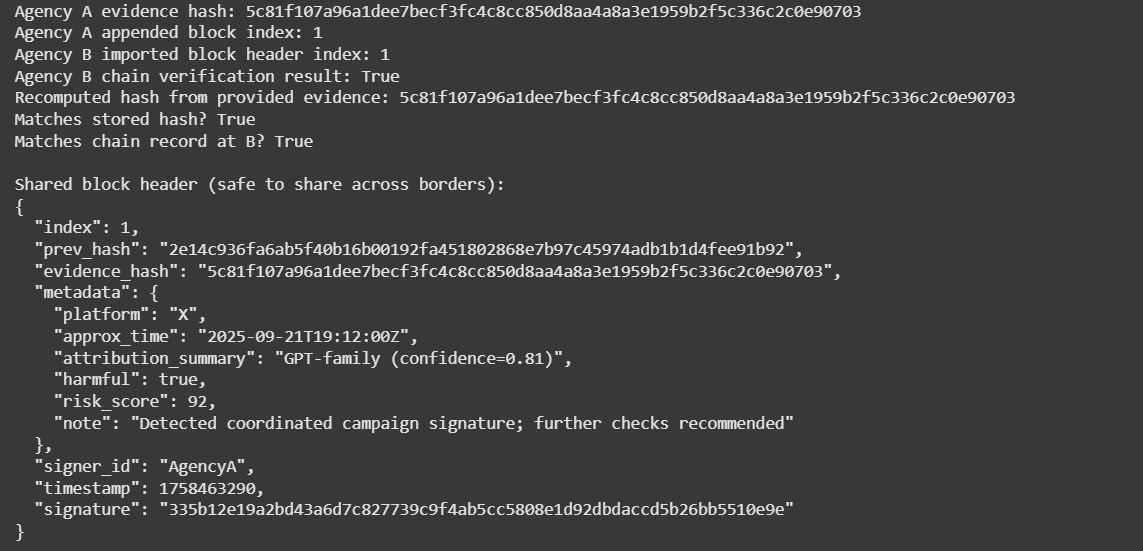 Agency A evidence hash: 5c81f107a96a1dee7becf3fc4c8cc850d8aa4a8a3e1959b2f5c336c2c0e90703
Agency A appended block index: 1
Agency B imported block header index: 1
Agency B chain verification result: True
Recomputed hash from provided evidence: 5c81f107a96a1dee7becf3fc4c8cc850d8aa4a8a3e1959b2f5c336c2c0e90703
Matches stored hash? True
Matches chain record at B? True
Shared block header (safe to share across borders):
{
  "index": 1,
  "prev_hash": "2e14c936fa6ab5f40b16b00192fa451802868e7b97c45974adb1b1d4fee91b92",
  "evidence_hash": "5c81f107a96a1dee7becf3fc4c8cc850d8aa4a8a3e1959b2f5c336c2c0e90703",
  "metadata": {
    "platform": "X",
    "approx_time": "2025-09-21T19:12:00Z",
    "attribution_summary": "GPT-family (confidence=0.81)",
    "harmful": true,
    "risk_score": 92,
    "note": "Detected coordinated campaign signature; further checks recommended"
  },
  "signer_id": "AgencyA",
  "timestamp": 1758463290,
  "signature": "335b12e19a2bd43a6d7c827739c9f4ab5cc5808e1d92dbdaccd5b26bb5510e9e"
}